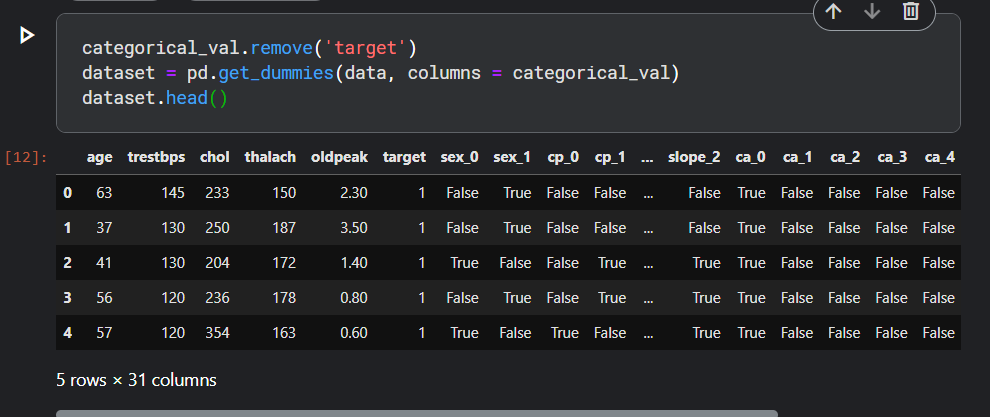 categorical_val.remove('target')
dataset = pd.get_dummies(data, columns = categorical_val)
dataset.head()
[12]:
age trestbps chol thalach oldpeak target sex_0 sex_1 cp_0 cp_1 ... slope_2 ca_0 ca_1 ca_2 ca_3 ca_4
0 63 145 233 150 2.30 1 False True False False ... False True False False False False
1 37 130 250 187 3.50 1 False True False False ... False True False False False False
2 41 130 204 172 1.40 1 True False False True ... True True False False False False
3 56 120 236 178 0.80 1 False True False True ... True True False False False False
4 57 120 354 163 0.60 1 True False True False ... True True False False False False
5 rows × 31 columns